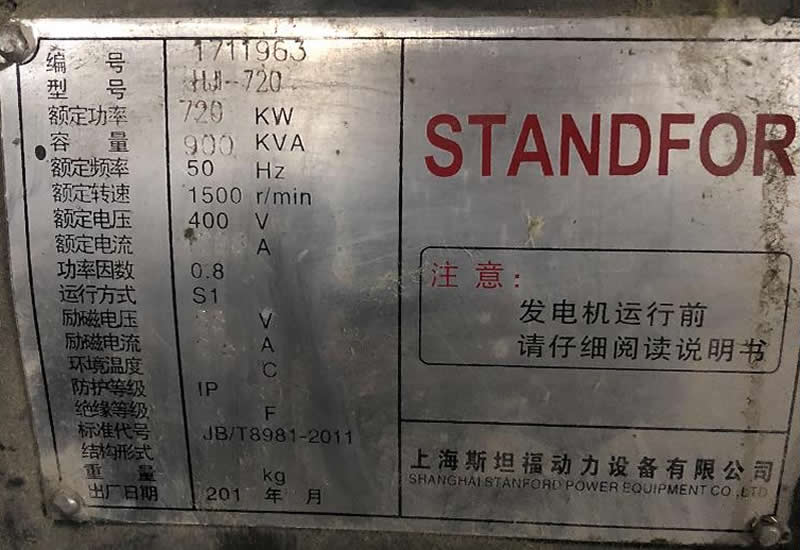 编 号 1711963
型 号 HJI-720
额定功率 720 KW
容 量 900 KVA
额定频率 50 Hz
额定转速 1500 r/min
额定电压 400 V
额定电流 A
功率因数 0.8
运行方式 S1
励磁电压 V
励磁电流 A
环境温度 C
防护等级 IP
绝缘等级 F
标准代号 JB/T8981-2011
结构形式
重 量 kg
出厂日期 201 年 月
STANDFOR
注意：
发电机运行前
请仔细阅读说明书
上海斯坦福动力设备有限公司
SHANGHAI STANFORD POWER EQUIPMENT CO.,LTD